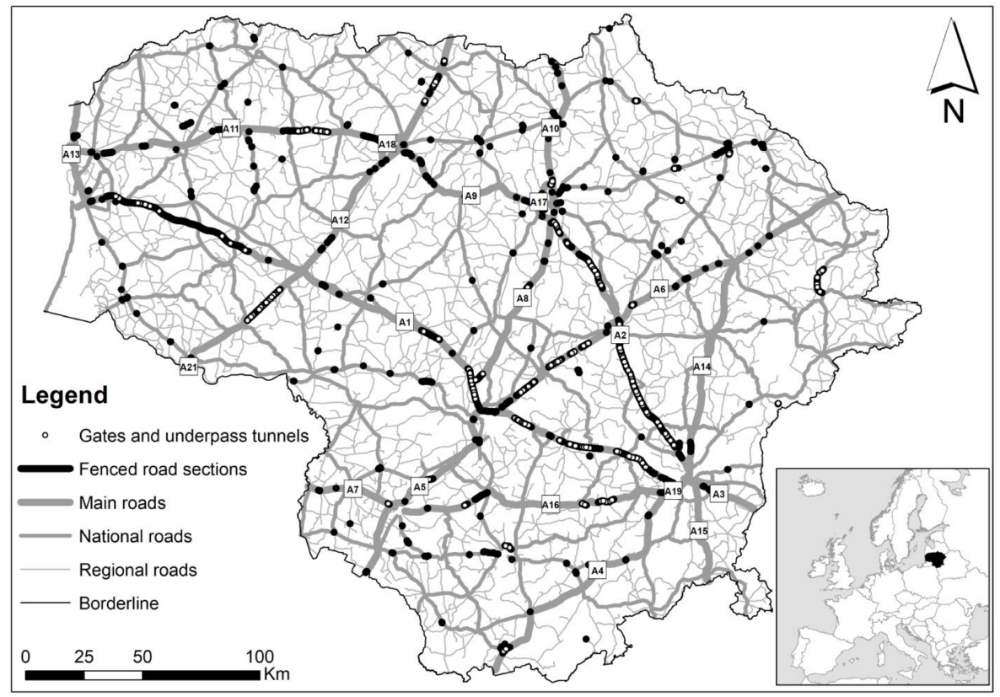 N
A10
A11
A18
A13
A9
A17
A12
A6
A8
A1
A2
A21
A14
Legend
Gates and underpass tunnels
Fenced road sections
Main roads
National roads
Regional roads
Borderline
A7
A5
A16
A19
A3
A15
A4
0 25 50 100
Km